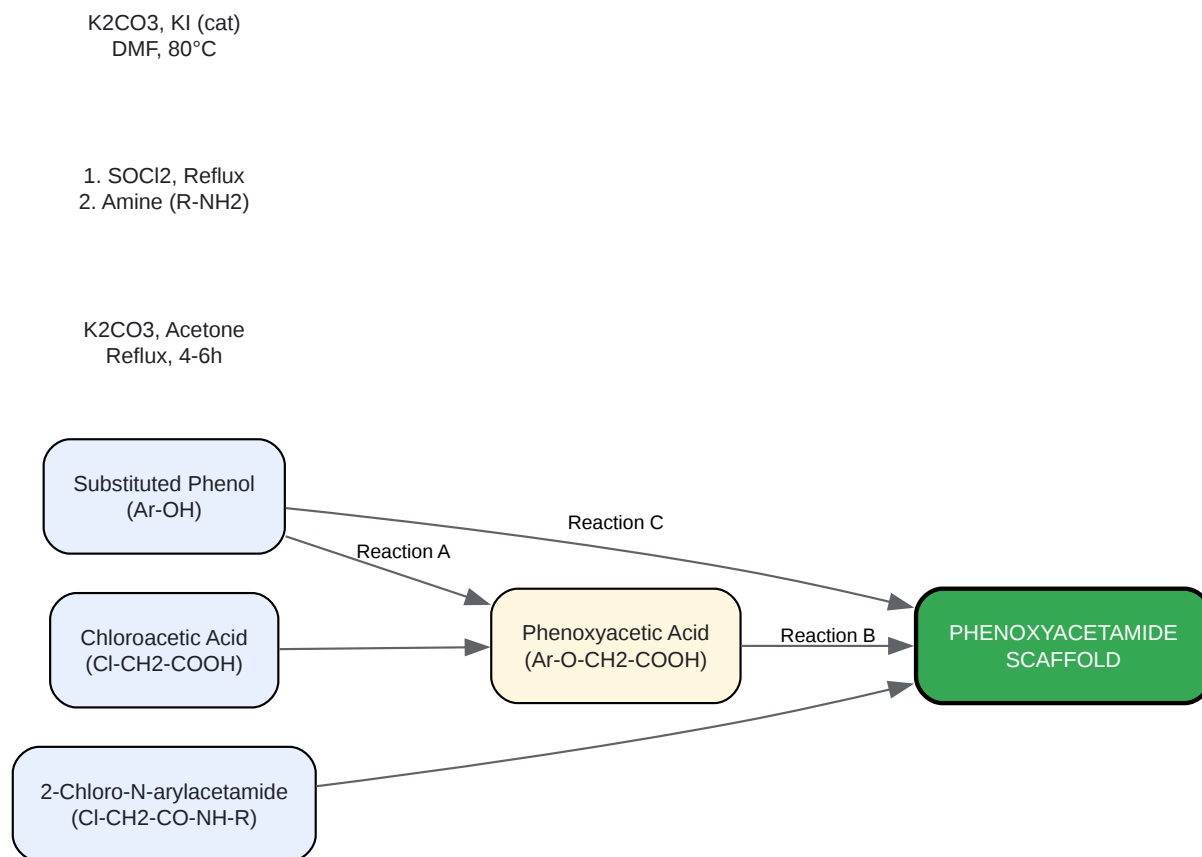 K2CO3, KI (cat)
DMF, 80°C
1. SOCl2, Reflux
2. Amine (R-NH2)
K2CO3, Acetone
Reflux, 4-6h
Substituted Phenol
(Ar-OH)
Reaction C
Reaction A
Chloroacetic Acid
(Cl-CH2-COOH)
Phenoxyacetic Acid
(Ar-O-CH2-COOH)
Reaction B
PHENOXYACETAMIDE
SCAFFOLD
2-Chloro-N-arylacetamide
(Cl-CH2-CO-NH-R)